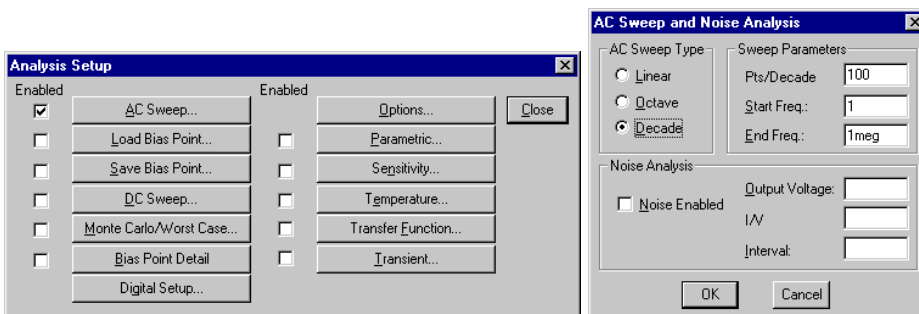 Analysis Setup
Enabled
Enabled
AC Sweep...
Options...
Close
Load Bias Point...
Parametric...
Save Bias Point...
Sensitivity...
DC Sweep...
Temperature...
Monte Carlo/Worst Case...
Transfer Function...
Bias Point Detail
Transient...
Digital Setup...
AC Sweep and Noise Analysis
AC Sweep Type
Linear
Octave
Decade
Sweep Parameters
Pts/Decade 100
Start Freq.: 1
End Freq.: 1meg
Noise Analysis
Noise Enabled
Output Voltage:
I/V
Interval:
OK
Cancel